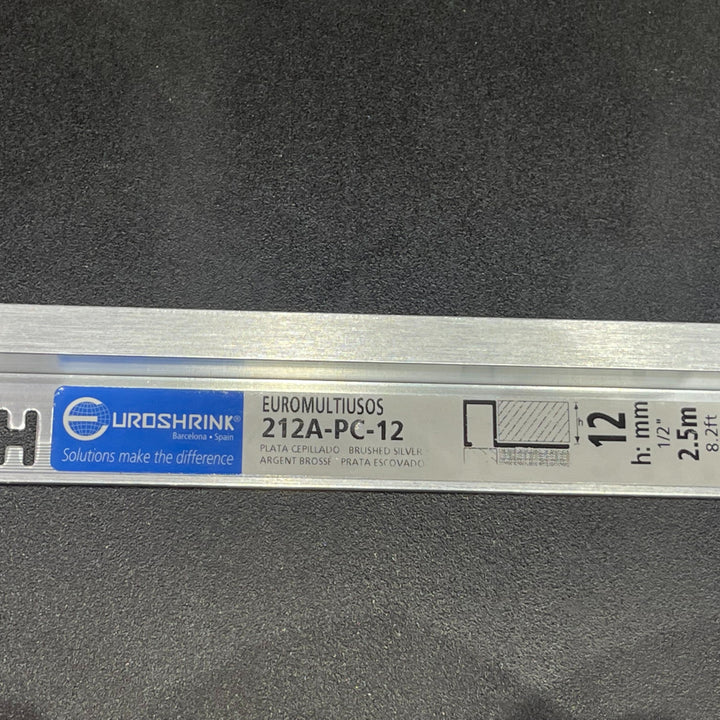 EUROSHRINK®
Barcelona • Spain
Solutions make the difference
EUROMULTIUSOS
212A-PC-12
PLATA CEPILLADO · BRUSHED SILVER
ARGENT BROSSÉ · PRATA ESCOVADO
12
h: mm
1/2"
2.5m
8.2ft